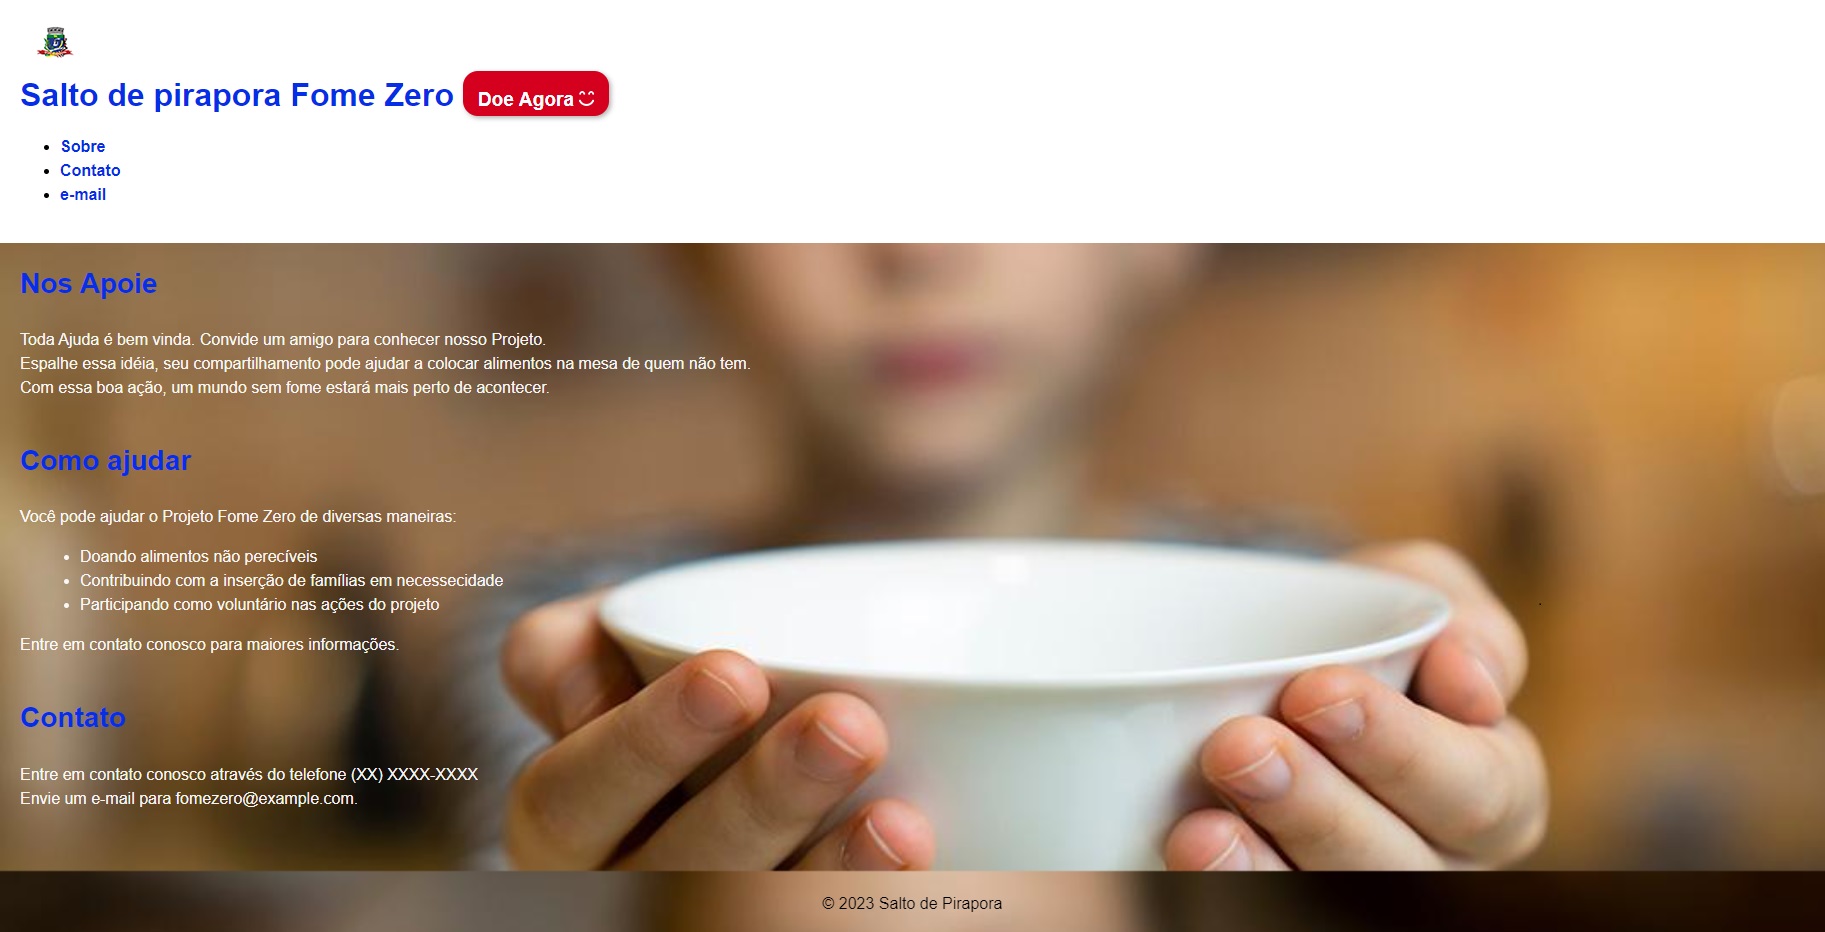 Salto de pirapora Fome Zero Doe Agora
Sobre
Contato
e-mail
Nos Apoie
Toda Ajuda é bem vinda. Convide um amigo para conhecer nosso Projeto.
Espalhe essa idéia, seu compartilhamento pode ajudar a colocar alimentos na mesa de quem não tem.
Com essa boa ação, um mundo sem fome estará mais perto de acontecer.
Como ajudar
Você pode ajudar o Projeto Fome Zero de diversas maneiras:
Doando alimentos não perecíveis
Contribuindo com a inserção de famílias em necessecidade
Participando como voluntário nas ações do projeto
Entre em contato conosco para maiores informações.
Contato
Entre em contato conosco através do telefone (XX) XXXX-XXXX
Envie um e-mail para fomezero@example.com.
© 2023 Salto de Pirapora